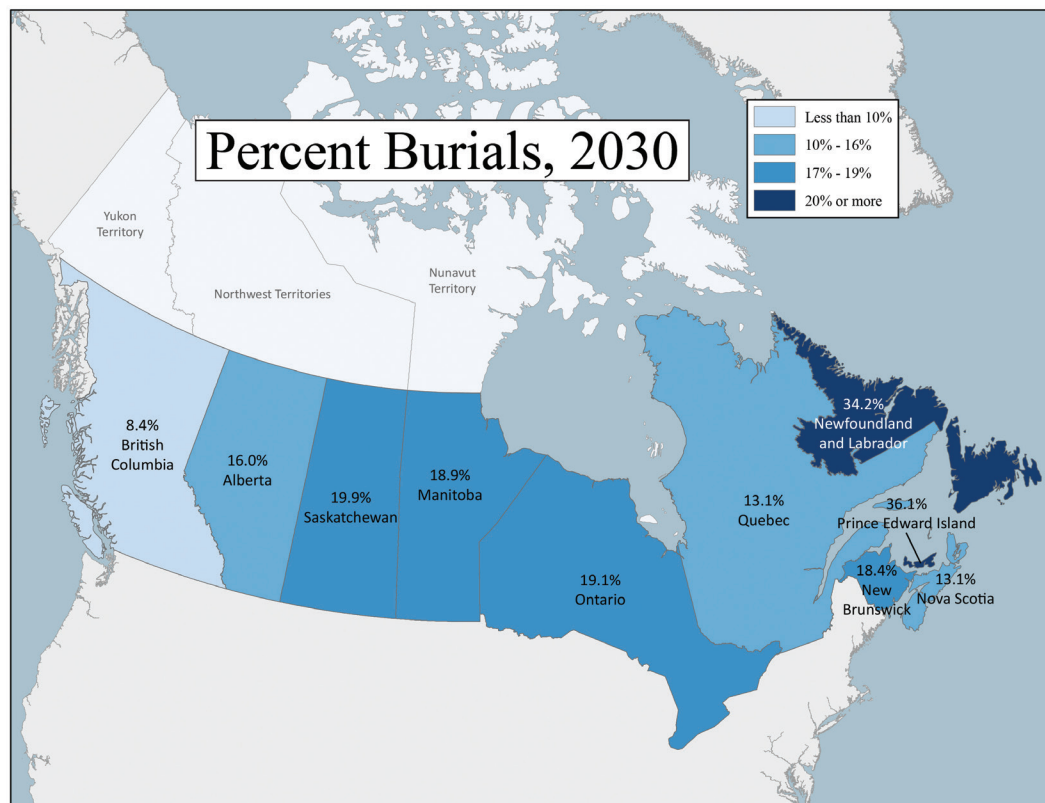 Percent Burials, 2030
Less than 10%
10% - 16%
17% - 19%
20% or more
Yukon
Territory
Northwest Territories
Nunavut
Territory
8.4%
British
Columbia
16.0%
Alberta
19.9%
Saskatchewan
18.9%
Manitoba
19.1%
Ontario
13.1%
Quebec
34.2%
Newfoundland
and Labrador
36.1%
Prince Edward Island
18.4%
New
Brunswick
13.1%
Nova Scotia